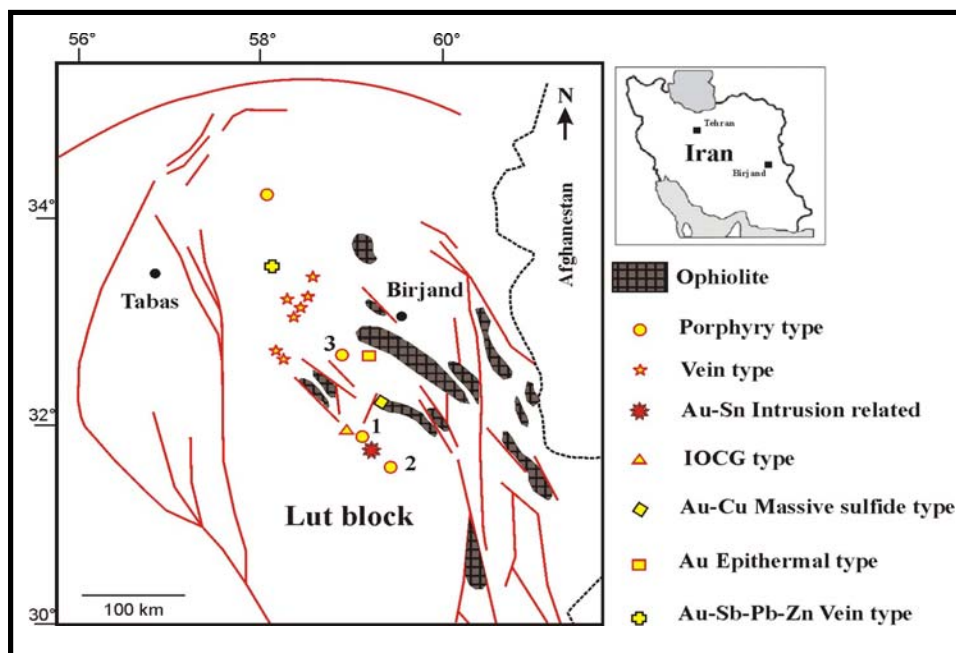 56°
58°
60°
34°
32°
30°
N
Afghanestan
Tabas
Birjand
3
1
2
Lut block
100 km
Tehran
Iran
Birjand
Ophiolite
Porphyry type
Vein type
Au-Sn Intrusion related
IOCG type
Au-Cu Massive sulfide type
Au Epithermal type
Au-Sb-Pb-Zn Vein type